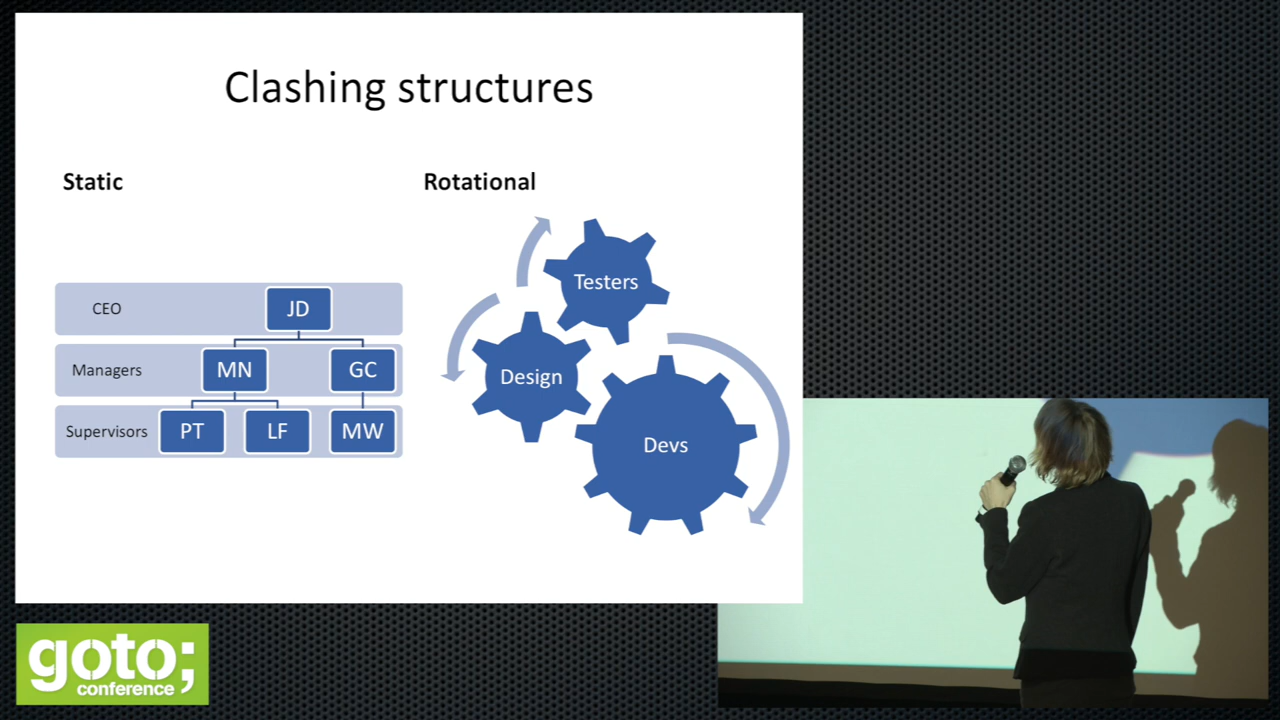 Clashing structures
Static
Rotational
CEO
JD
Managers
MN
GC
Supervisors
PT
LF
MW
Testers
Design
Devs
goto;
conference